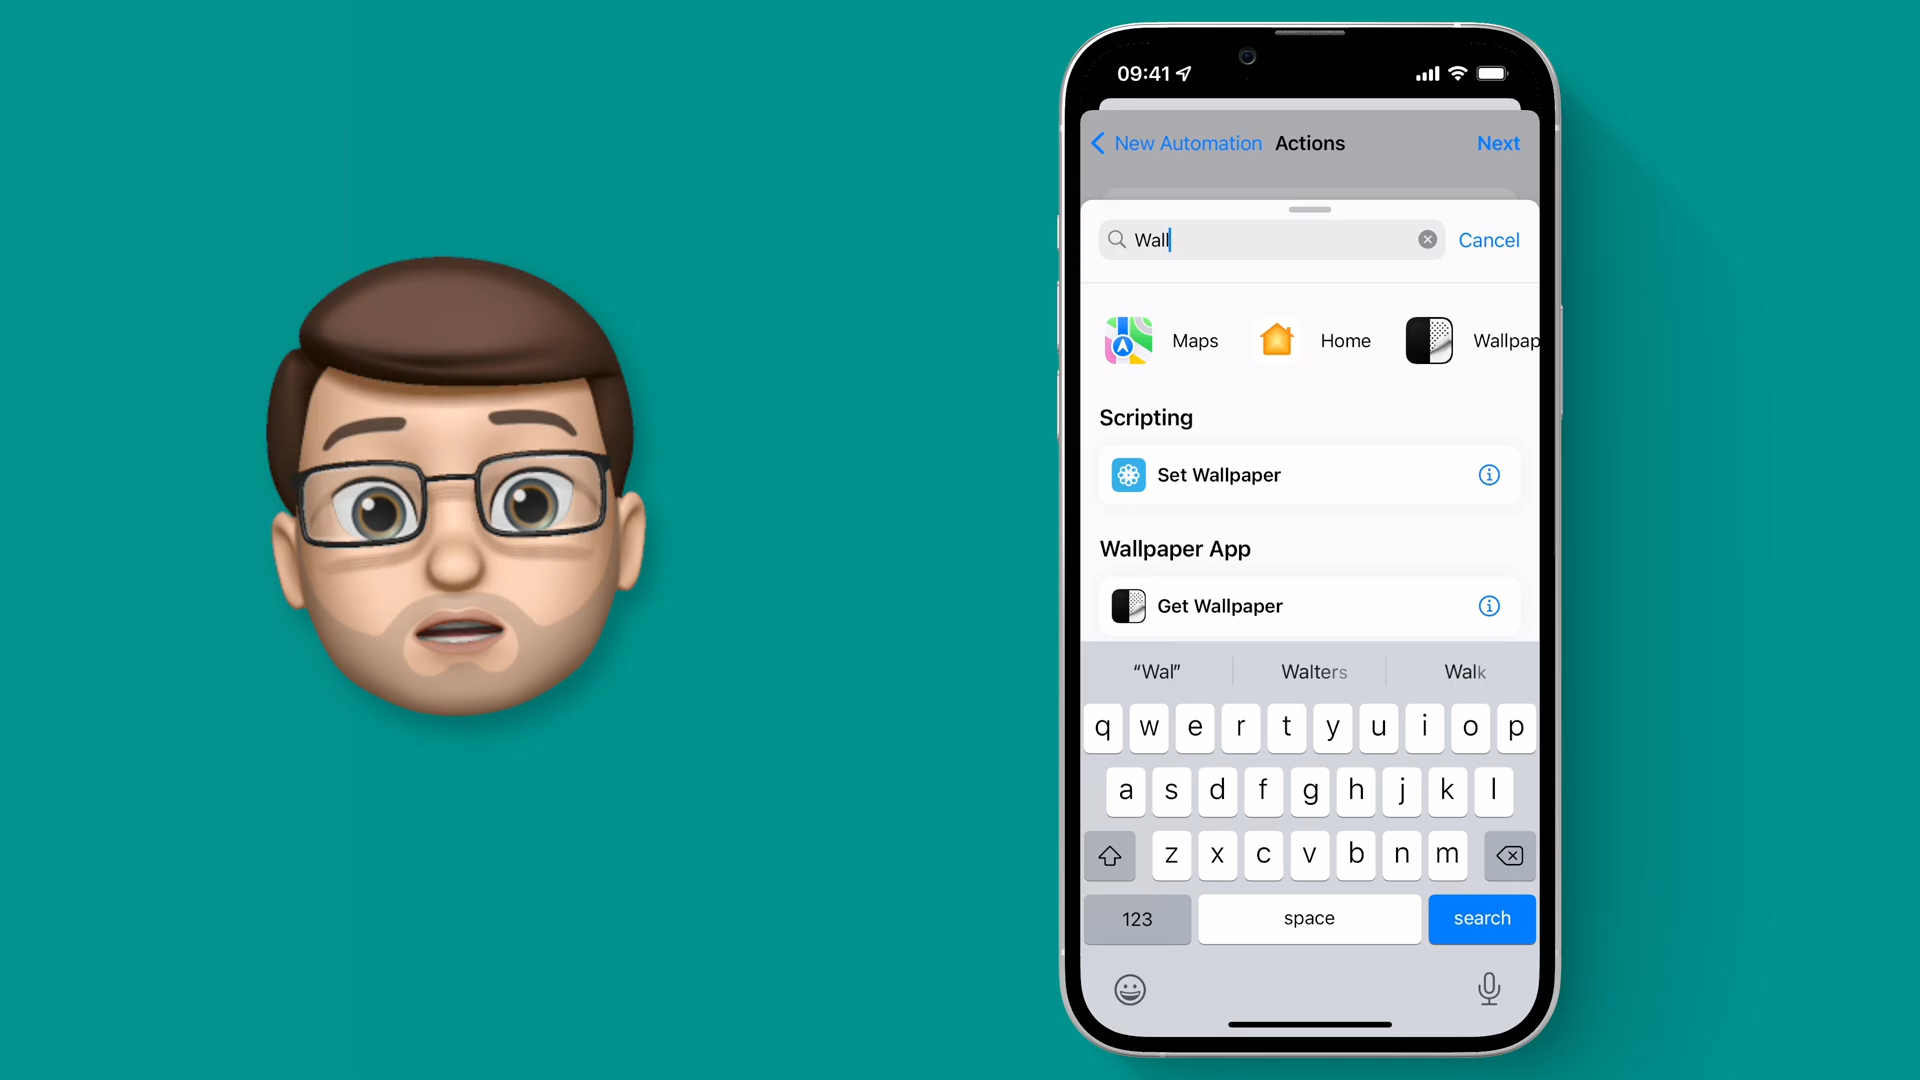 09:41
New Automation Actions Next
Wall Cancel
Maps Home Wallpap
Scripting
Set Wallpaper
Wallpaper App
Get Wallpaper
“Wal” Walters Walk
q w e r t y u i o p
a s d f g h j k l
z x c v b n m
123 space search